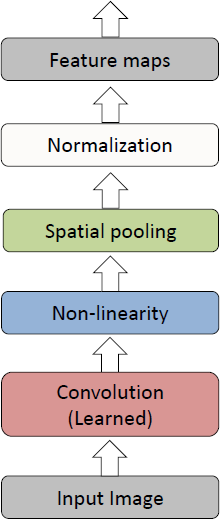 Feature maps
Normalization
Spatial pooling
Non-linearity
Convolution
(Learned)
Input Image